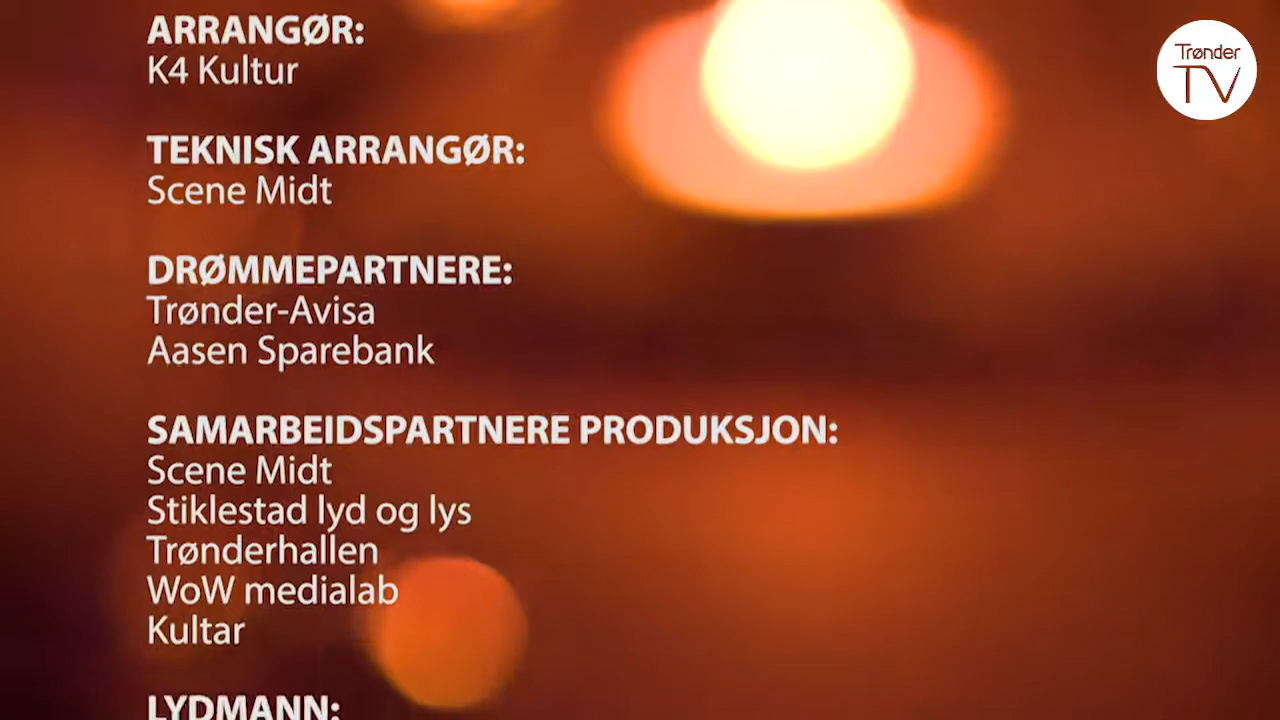 ARRANGØR:
K4 Kultur
TEKNISK ARRANGØR:
Scene Midt
DRØMMEPARTNERE:
Trønder-Avisa
Aasen Sparebank
SAMARBEIDSPARTNERE PRODUKSJON:
Scene Midt
Stiklestad lyd og lys
Trønderhallen
WoW medialab
Kultar
LYDMANN:
Trønder
TV